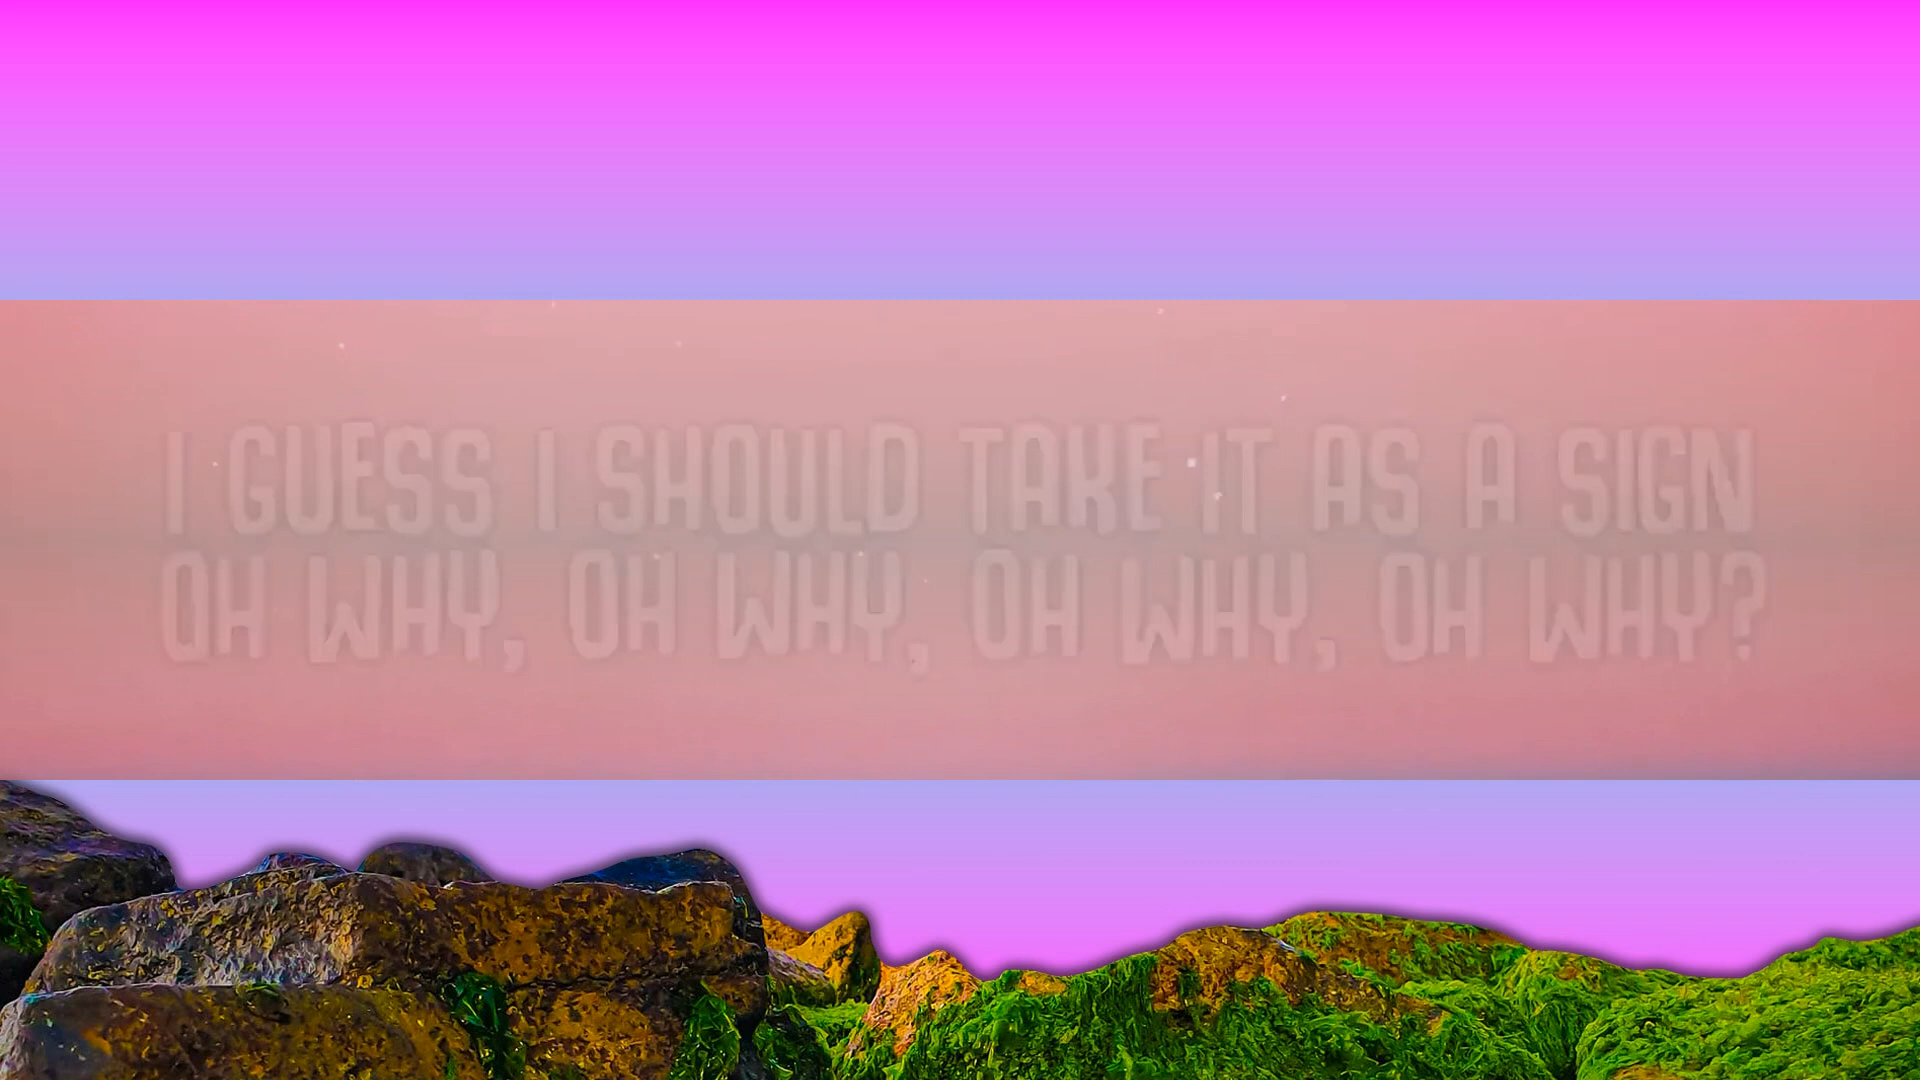 I GUESS I SHOULD TAKE IT AS A SIGN
OH WHY, OH WHY, OH WHY, OH WHY?